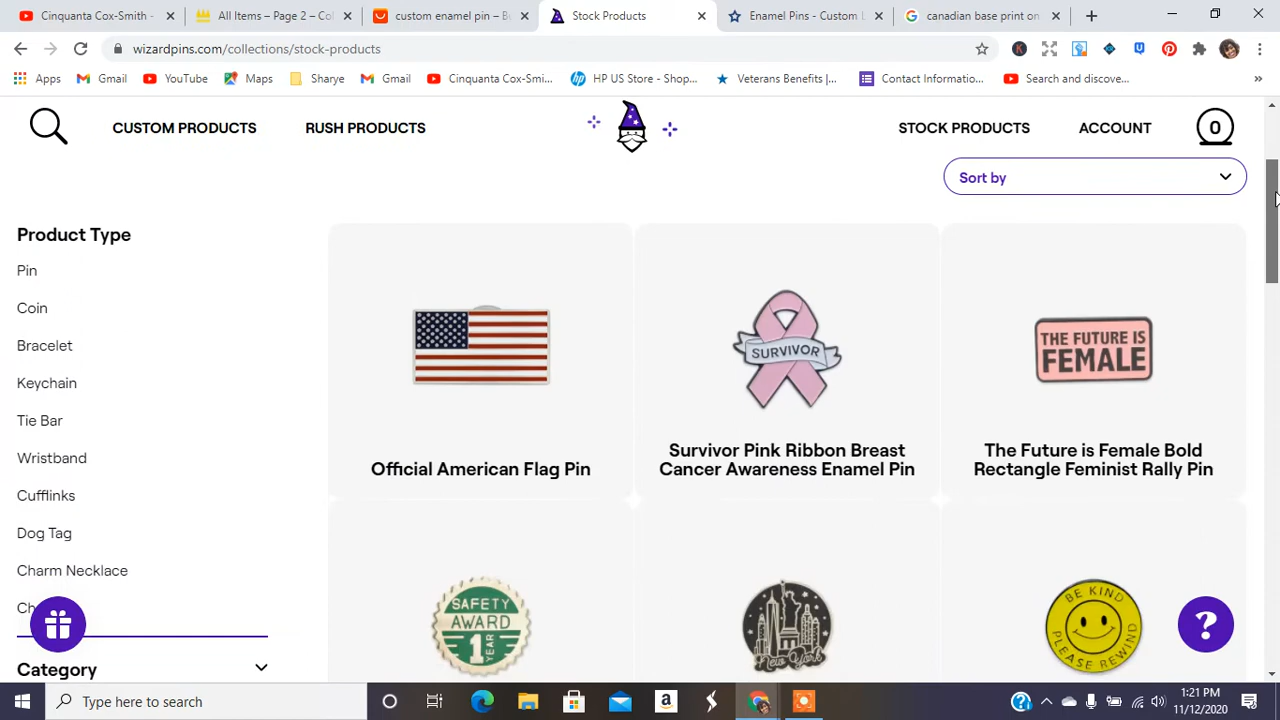 Cinquanta Cox-Smith -
All Items – Page 2 – Col
custom enamel pin – B
Stock Products
Enamel Pins - Custom L
canadian base print on
wizardpins.com/collections/stock-products
Apps
Gmail
YouTube
Maps
Sharye
Gmail
Cinquanta Cox-Smi...
HP US Store - Shop...
Veterans Benefits |...
Contact Informatio...
Search and discove...
CUSTOM PRODUCTS
RUSH PRODUCTS
STOCK PRODUCTS
ACCOUNT
0
Sort by
Product Type
Pin
Coin
Bracelet
Keychain
Tie Bar
Wristband
Cufflinks
Dog Tag
Charm Necklace
Category
SURVIVOR
THE FUTURE IS
FEMALE
Official American Flag Pin
Survivor Pink Ribbon Breast
Cancer Awareness Enamel Pin
The Future is Female Bold
Rectangle Feminist Rally Pin
SAFETY
AWARD
1 YEAR
New York
BE KIND
PLEASE REWIND
?
Type here to search
1:21 PM
11/12/2020